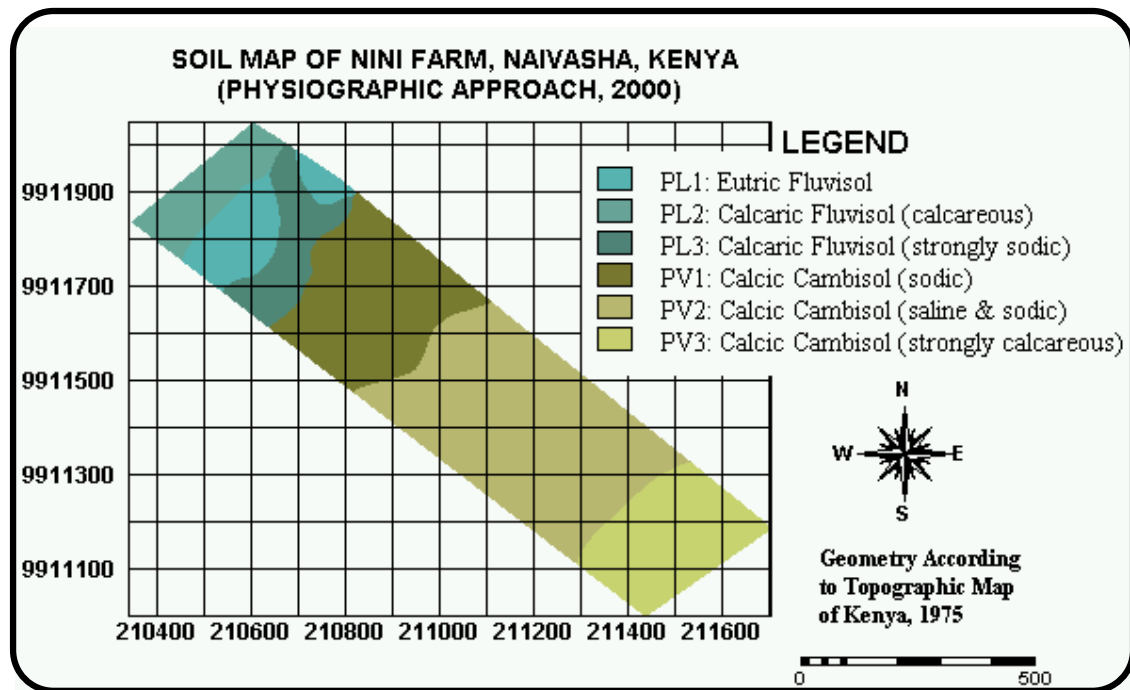 SOIL MAP OF NINI FARM, NAIVASHA, KENYA
(PHYSIOGRAPHIC APPROACH, 2000)
LEGEND
PL1: Eutric Fluvisol
PL2: Calcaric Fluvisol (calcareous)
PL3: Calcaric Fluvisol (strongly sodic)
PV1: Calcic Cambisol (sodic)
PV2: Calcic Cambisol (saline & sodic)
PV3: Calcic Cambisol (strongly calcareous)
9911900
9911700
9911500
9911300
9911100
210400 210600 210800 211000 211200 211400 211600
N
W E
S
Geometry According
to Topographic Map
of Kenya, 1975
0 500